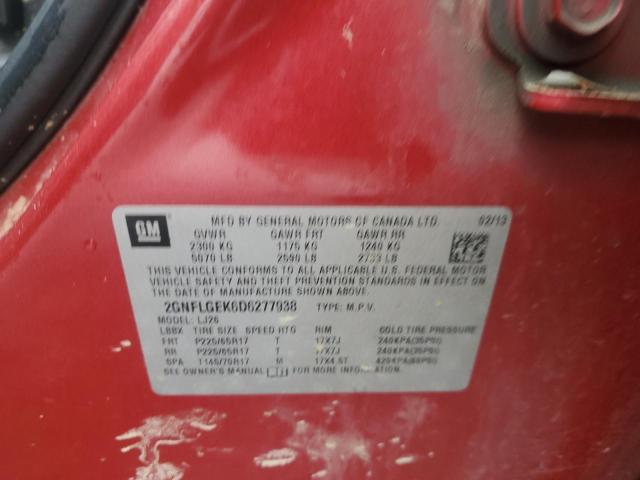 GM
MFD BY GENERAL MOTORS OF CANADA LTD. 02/13
GVWR GAWR FRT GAWR RR
2300 KG 1175 KG 1240 KG
5070 LB 2590 LB 2733 LB
THIS VEHICLE CONFORMS TO ALL APPLICABLE U.S. FEDERAL MOTOR
VEHICLE SAFETY AND THEFT PREVENTION STANDARDS IN EFFECT
ON THE DATE OF MANUFACTURE SHOWN ABOVE.
2GNFLGEK6D6277938 TYPE: M.P.V.
MODEL: LJ26
LBBX TIRE SIZE SPEED RTG RIM COLD TIRE PRESSURE
FRT P225/65R17 T 17X7J 240KPA(35PSI)
RR P225/65R17 T 17X7J 240KPA(35PSI)
SPA T145/70R17 M 17X4.5T 420KPA(60PSI)
SEE OWNER'S MANUAL FOR MORE INFORMATION.